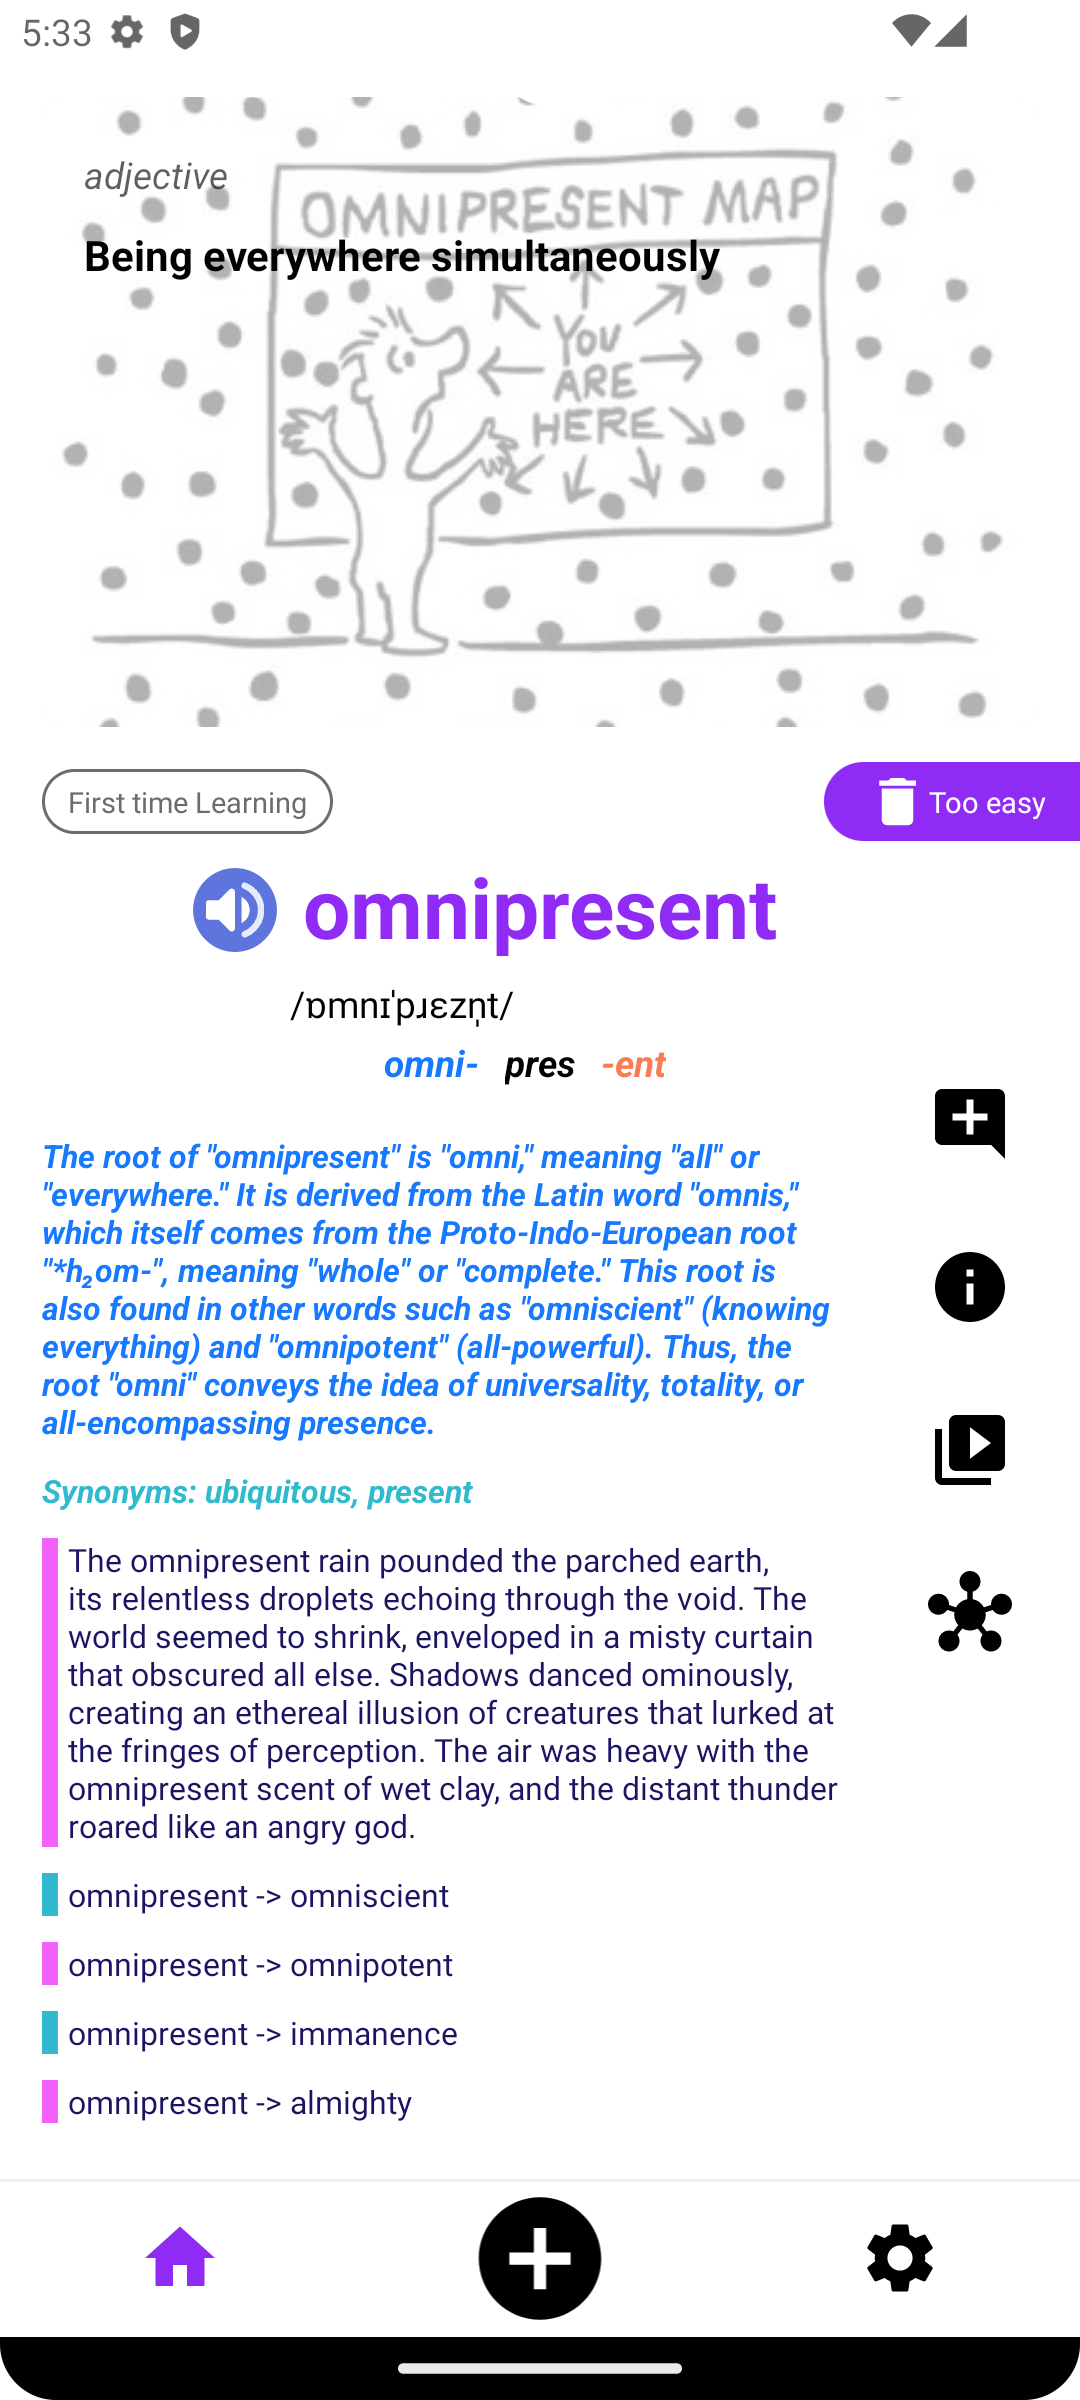 5:33
adjective
OMNIPRESENT MAP
Being everywhere simultaneously
YOU
ARE
HERE
First time Learning
Too easy
omnipresent
/ɒmnɪˈpɹɛzn̩t/
omni- pres -ent
The root of "omnipresent" is "omni," meaning "all" or
"everywhere." It is derived from the Latin word "omnis,"
which itself comes from the Proto-Indo-European root
"*h₂om-", meaning "whole" or "complete." This root is
also found in other words such as "omniscient" (knowing
everything) and "omnipotent" (all-powerful). Thus, the
root "omni" conveys the idea of universality, totality, or
all-encompassing presence.
Synonyms: ubiquitous, present
The omnipresent rain pounded the parched earth,
its relentless droplets echoing through the void. The
world seemed to shrink, enveloped in a misty curtain
that obscured all else. Shadows danced ominously,
creating an ethereal illusion of creatures that lurked at
the fringes of perception. The air was heavy with the
omnipresent scent of wet clay, and the distant thunder
roared like an angry god.
omnipresent -> omniscient
omnipresent -> omnipotent
omnipresent -> immanence
omnipresent -> almighty